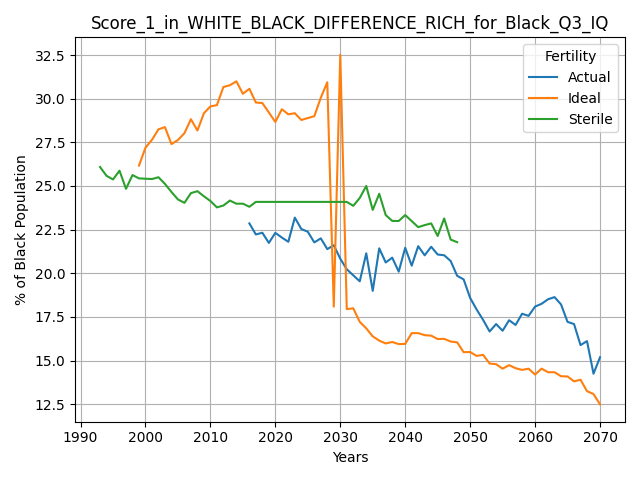 Score_1_in_WHITE_BLACK_DIFFERENCE_RICH_for_Black_Q3_IQ
Fertility
Actual
Ideal
Sterile
% of Black Population
32.5
30.0
27.5
25.0
22.5
20.0
17.5
15.0
12.5
1990
2000
2010
2020
2030
2040
2050
2060
2070
Years